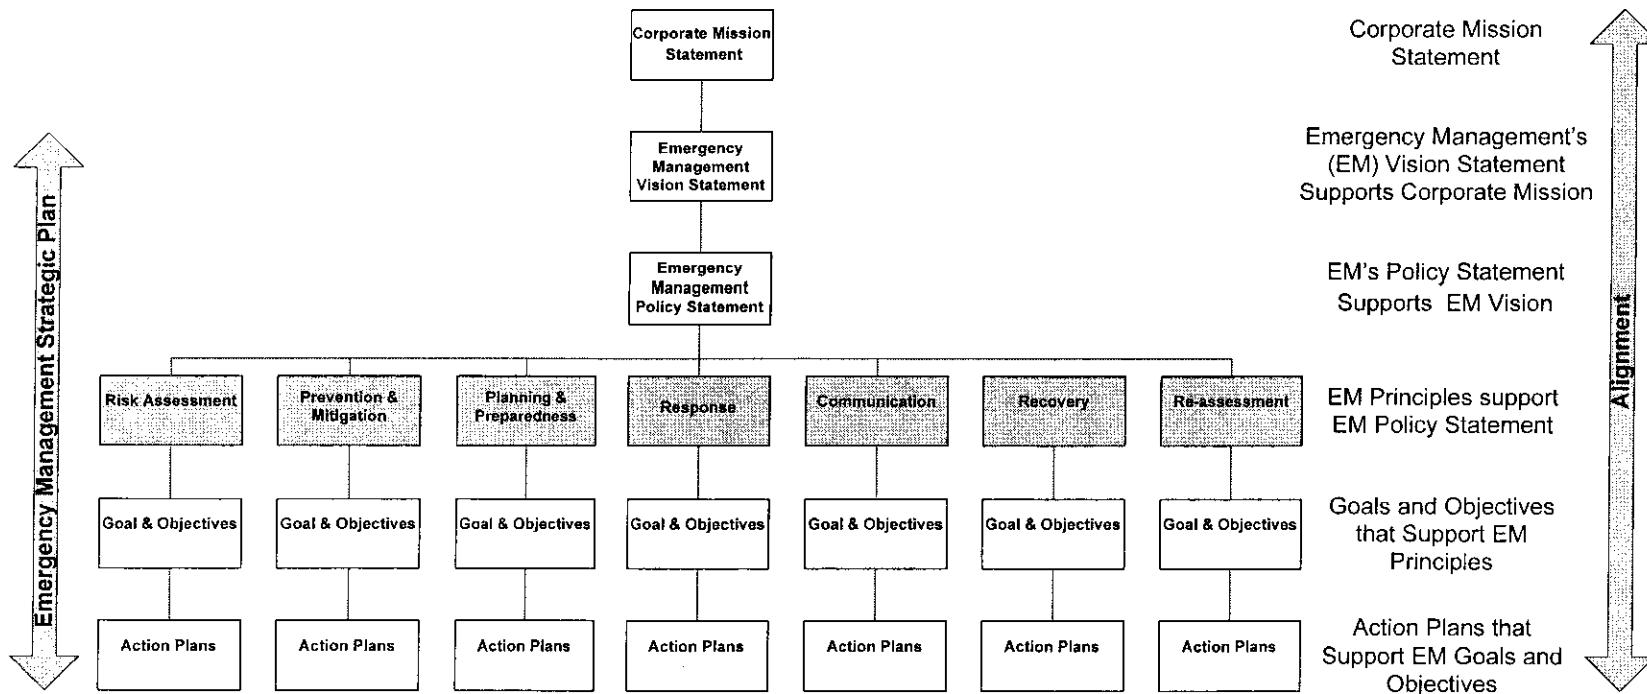 Corporate Mission
Statement
Corporate Mission
Statement
Emergency
Management
Vision Statement
Emergency Management's
(EM) Vision Statement
Supports Corporate Mission
Emergency
Management
Policy Statement
EM's Policy Statement
Supports EM Vision
Emergency Management Strategic Plan
Alignment
Risk Assessment
Prevention &
Mitigation
Planning &
Preparedness
Response
Communication
Recovery
Re-assessment
EM Principles support
EM Policy Statement
Goal & Objectives
Goal & Objectives
Goal & Objectives
Goal & Objectives
Goal & Objectives
Goal & Objectives
Goal & Objectives
Goals and Objectives
that Support EM
Principles
Action Plans
Action Plans
Action Plans
Action Plans
Action Plans
Action Plans
Action Plans
Action Plans that
Support EM Goals and
Objectives